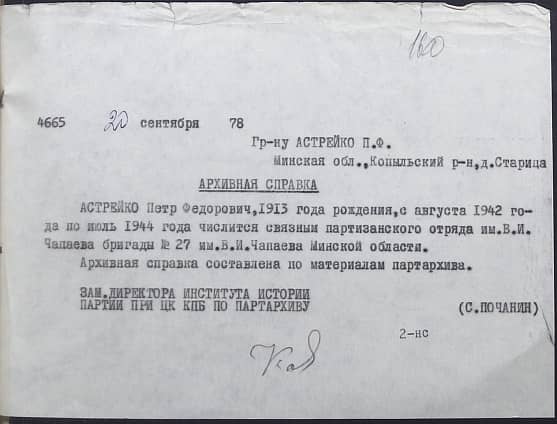 160
4665 20 сентября 78
Гр-ну АСТРЕЙКО П.Ф.
Минская обл.,Копыльский р-н,д.Старица
АРХИВНАЯ СПРАВКА
АСТРЕЙКО Петр Федорович,1913 года рождения,с августа 1942 го-
да по июль 1944 года числится связным партизанского отряда им.В.И.
Чапаева бригады № 27 им.В.И.Чапаева Минской области.
Архивная справка составлена по материалам партархива.
ЗАМ.ДИРЕКТОРА ИНСТИТУТА ИСТОРИИ
ПАРТИИ ПРИ ЦК КПБ ПО ПАРТАРХИВУ (С.ПОЧАНИН)
2-нс